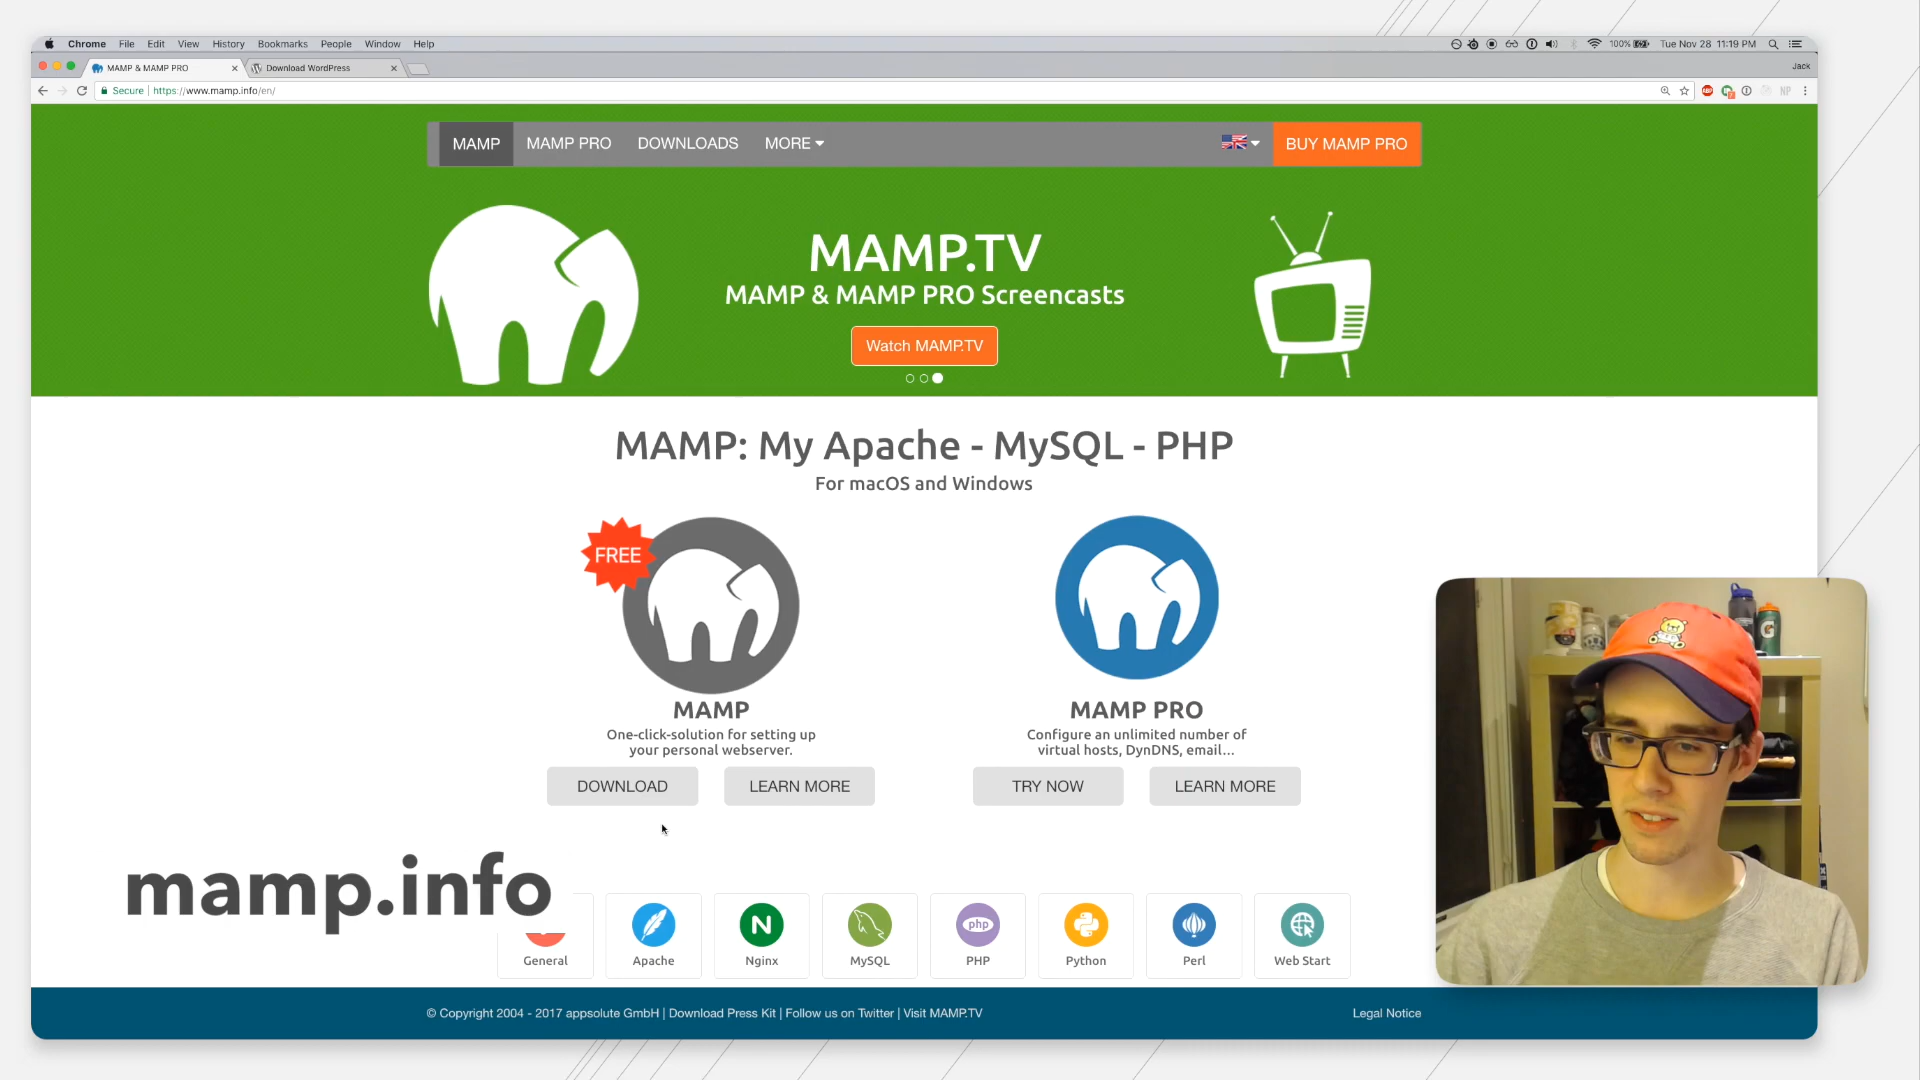 Chrome File Edit View History Bookmarks People Window Help
100% Tue Nov 28 11:19 PM
MAMP & MAMP PRO
Download WordPress
Jack
Secure https://www.mamp.info/en/
ABP
NP
MAMP MAMP PRO DOWNLOADS MORE
BUY MAMP PRO
MAMP.TV
MAMP & MAMP PRO Screencasts
Watch MAMP.TV
MAMP: My Apache - MySQL - PHP
For macOS and Windows
FREE
MAMP
One-click-solution for setting up
your personal webserver.
DOWNLOAD
LEARN MORE
MAMP PRO
Configure an unlimited number of
virtual hosts, DynDNS, email...
TRY NOW
LEARN MORE
G
mamp.info
N
php
General
Apache
Nginx
MySQL
PHP
Python
Perl
Web Start
© Copyright 2004 - 2017 appsolute GmbH | Download Press Kit | Follow us on Twitter | Visit MAMP.TV
Legal Notice